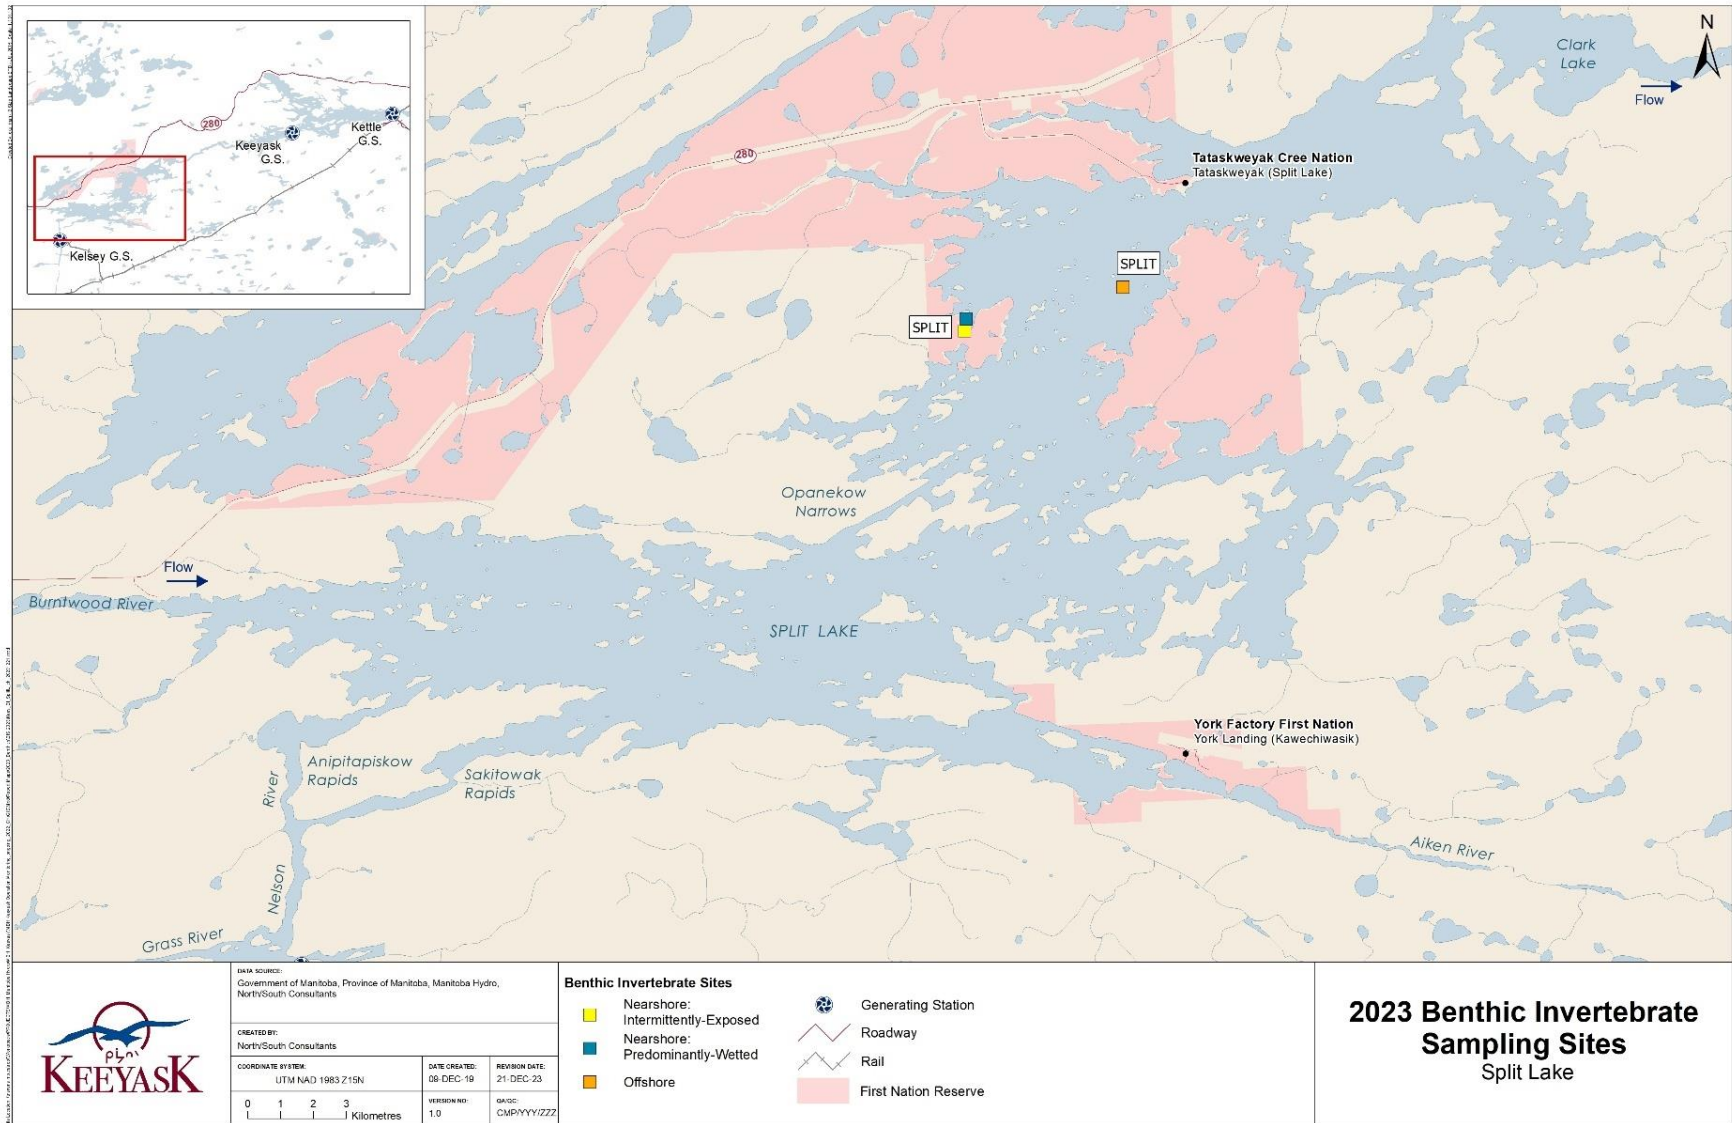 280
Keeyask
G.S.
Kettle
G.S.
Kelsey G.S.
N
Clark
Lake
Flow
280
Tataskweyak Cree Nation
Tataskweyak (Split Lake)
SPLIT
SPLIT
Opanekow
Narrows
Flow
Burntwood River
SPLIT LAKE
York Factory First Nation
York Landing (Kawechiwasik)
Anipitapiskow
Rapids
Sakitowak
Rapids
Nelson River
Aiken River
Grass River
KEEYASK
DATA SOURCE:
Government of Manitoba, Province of Manitoba, Manitoba Hydro,
North/South Consultants
CREATED BY:
North/South Consultants
COORDINATE SYSTEM:
UTM NAD 1983 Z15N
DATE CREATED:
09-DEC-19
REVISION DATE:
21-DEC-23
0 1 2 3 Kilometres
VERSION NO:
1.0
QA/QC:
CMP/YYY/ZZZ
Benthic Invertebrate Sites
Nearshore:
Intermittently-Exposed
Nearshore:
Predominantly-Wetted
Offshore
Generating Station
Roadway
Rail
First Nation Reserve
2023 Benthic Invertebrate
Sampling Sites
Split Lake